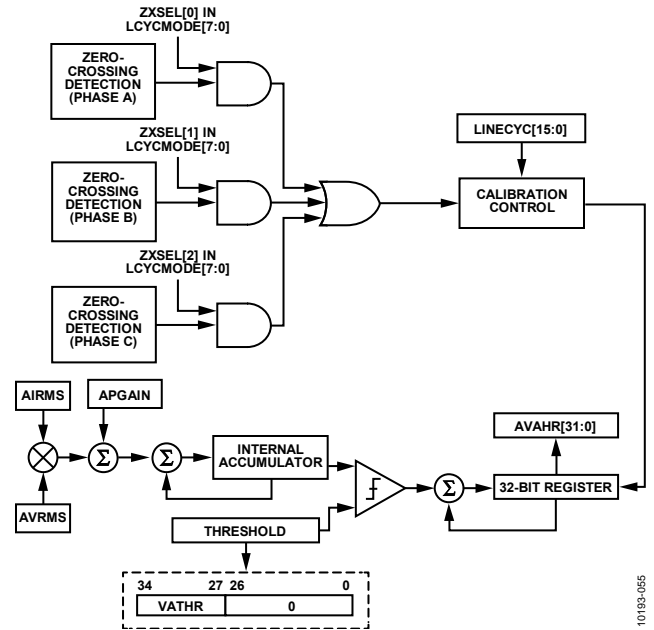 ZXSEL[0] IN
LCYCMODE[7:0]
ZERO-
CROSSING
DETECTION
(PHASE A)
ZXSEL[1] IN
LCYCMODE[7:0]
ZERO-
CROSSING
DETECTION
(PHASE B)
ZXSEL[2] IN
LCYCMODE[7:0]
ZERO-
CROSSING
DETECTION
(PHASE C)
LINECYC[15:0]
CALIBRATION
CONTROL
AIRMS
APGAIN
AVRMS
Σ
Σ
INTERNAL
ACCUMULATOR
THRESHOLD
34 27 26 0
VATHR 0
Σ
AVAHR[31:0]
32-BIT REGISTER
10193-055